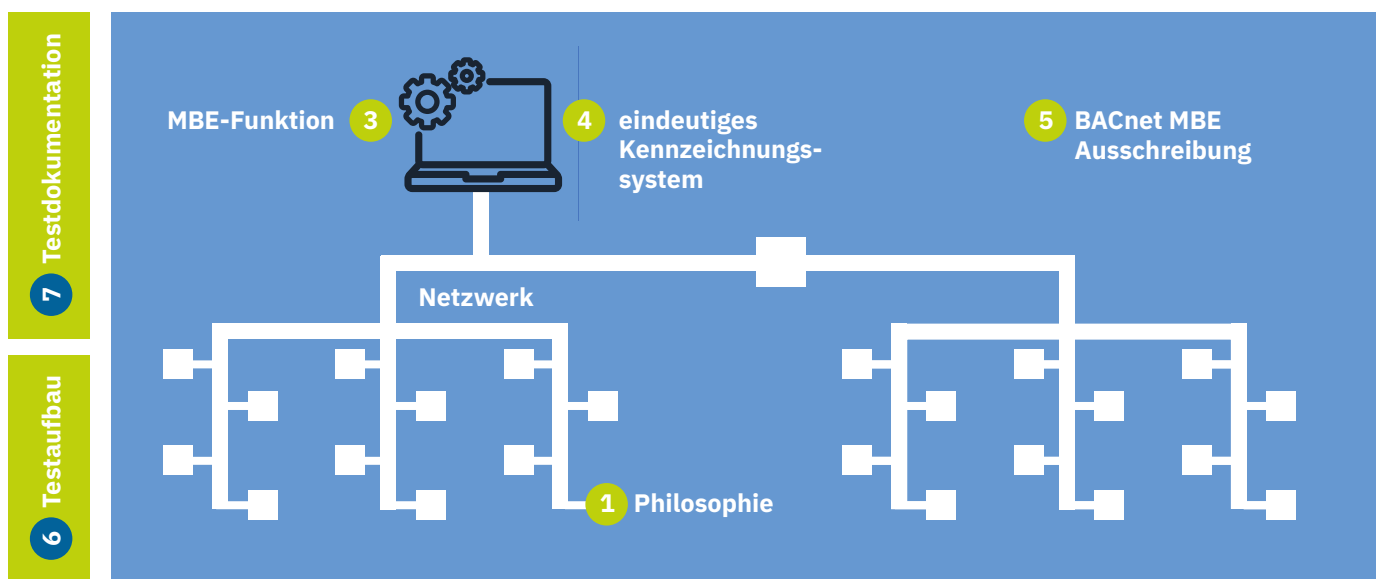 7 Testdokumentation
6 Testaufbau
MBE-Funktion 3
4 eindeutiges
Kennzeichnungs-
system
5 BACnet MBE
Ausschreibung
Netzwerk
1 Philosophie